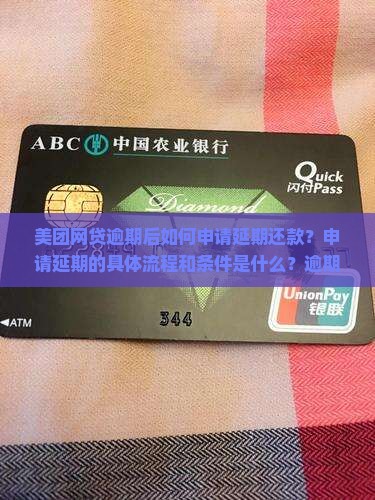 ABC 中国农业银行
Quick
闪付Pass
Diamond
美团网贷逾期后如何申请延期还款？申
请延期的具体流程和条件是什么？逾期
UnionPay
银联
ATM
344